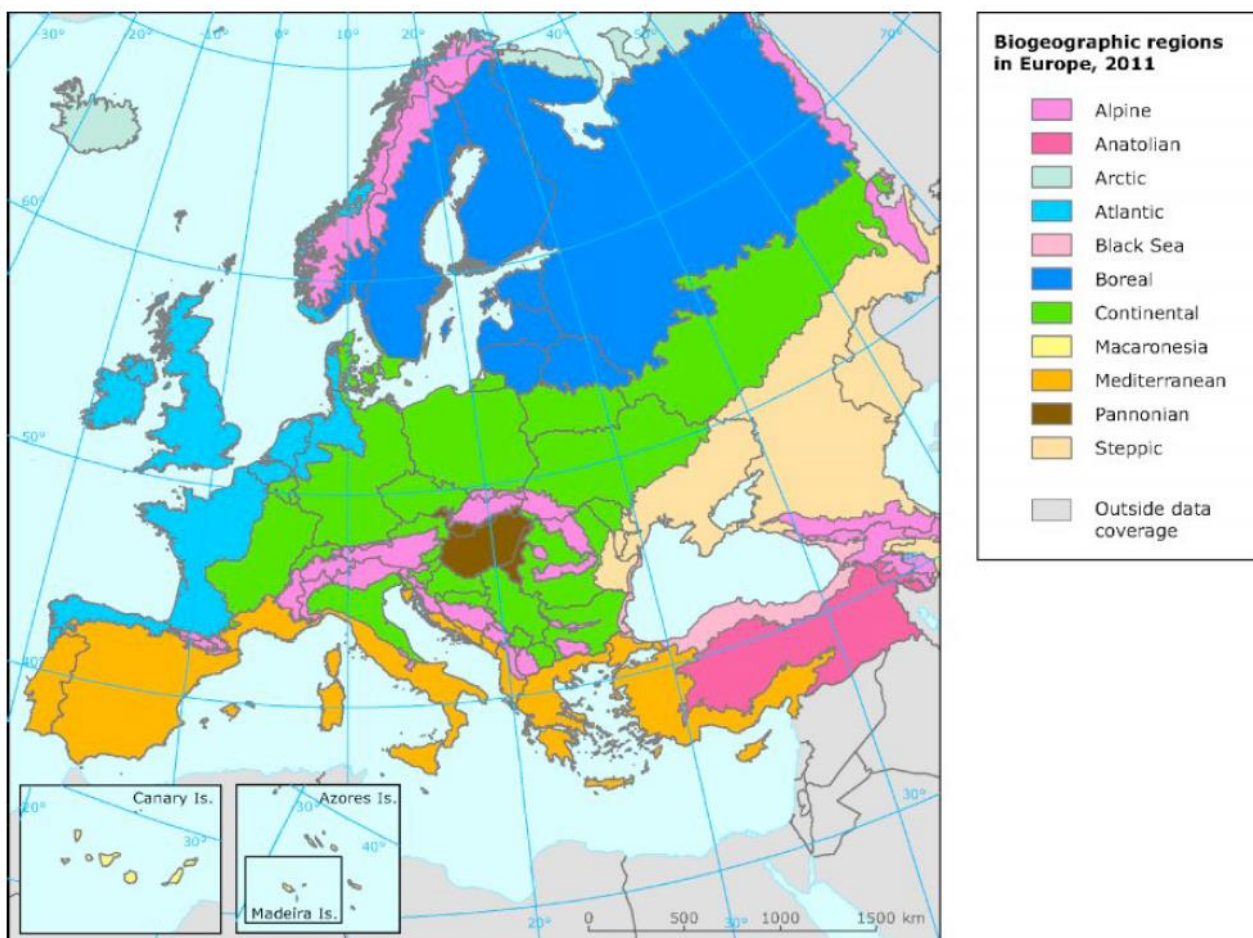 -30°
-20°
-10°
0°
10°
20°
30°
40°
50°
60°
70°
60°
50°
40°
Canary Is.
20°
30°
Azores Is.
30°
40°
Madeira Is.
30°
20°
30°
0 500 1000 1500 km
Biogeographic regions
in Europe, 2011
Alpine
Anatolian
Arctic
Atlantic
Black Sea
Boreal
Continental
Macaronesia
Mediterranean
Pannonian
Steppic
Outside data
coverage